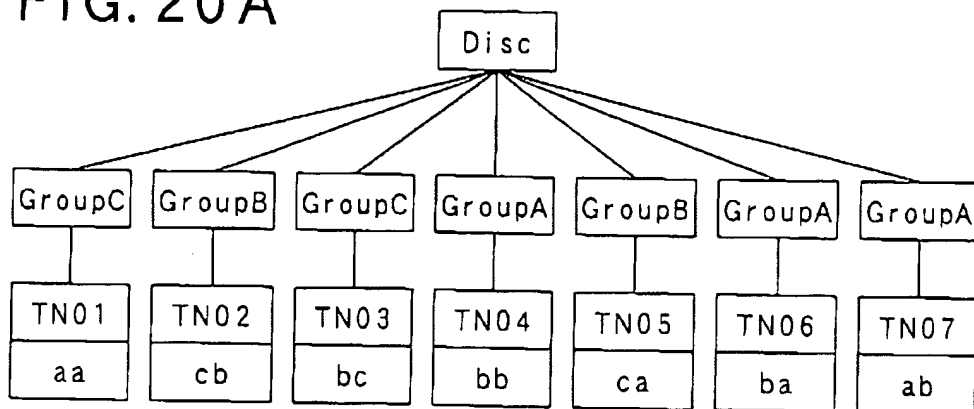 FIG. 20A
Disc
GroupC GroupB GroupC GroupA GroupB GroupA GroupA
TN01 TN02 TN03 TN04 TN05 TN06 TN07
aa cb bc bb ca ba ab